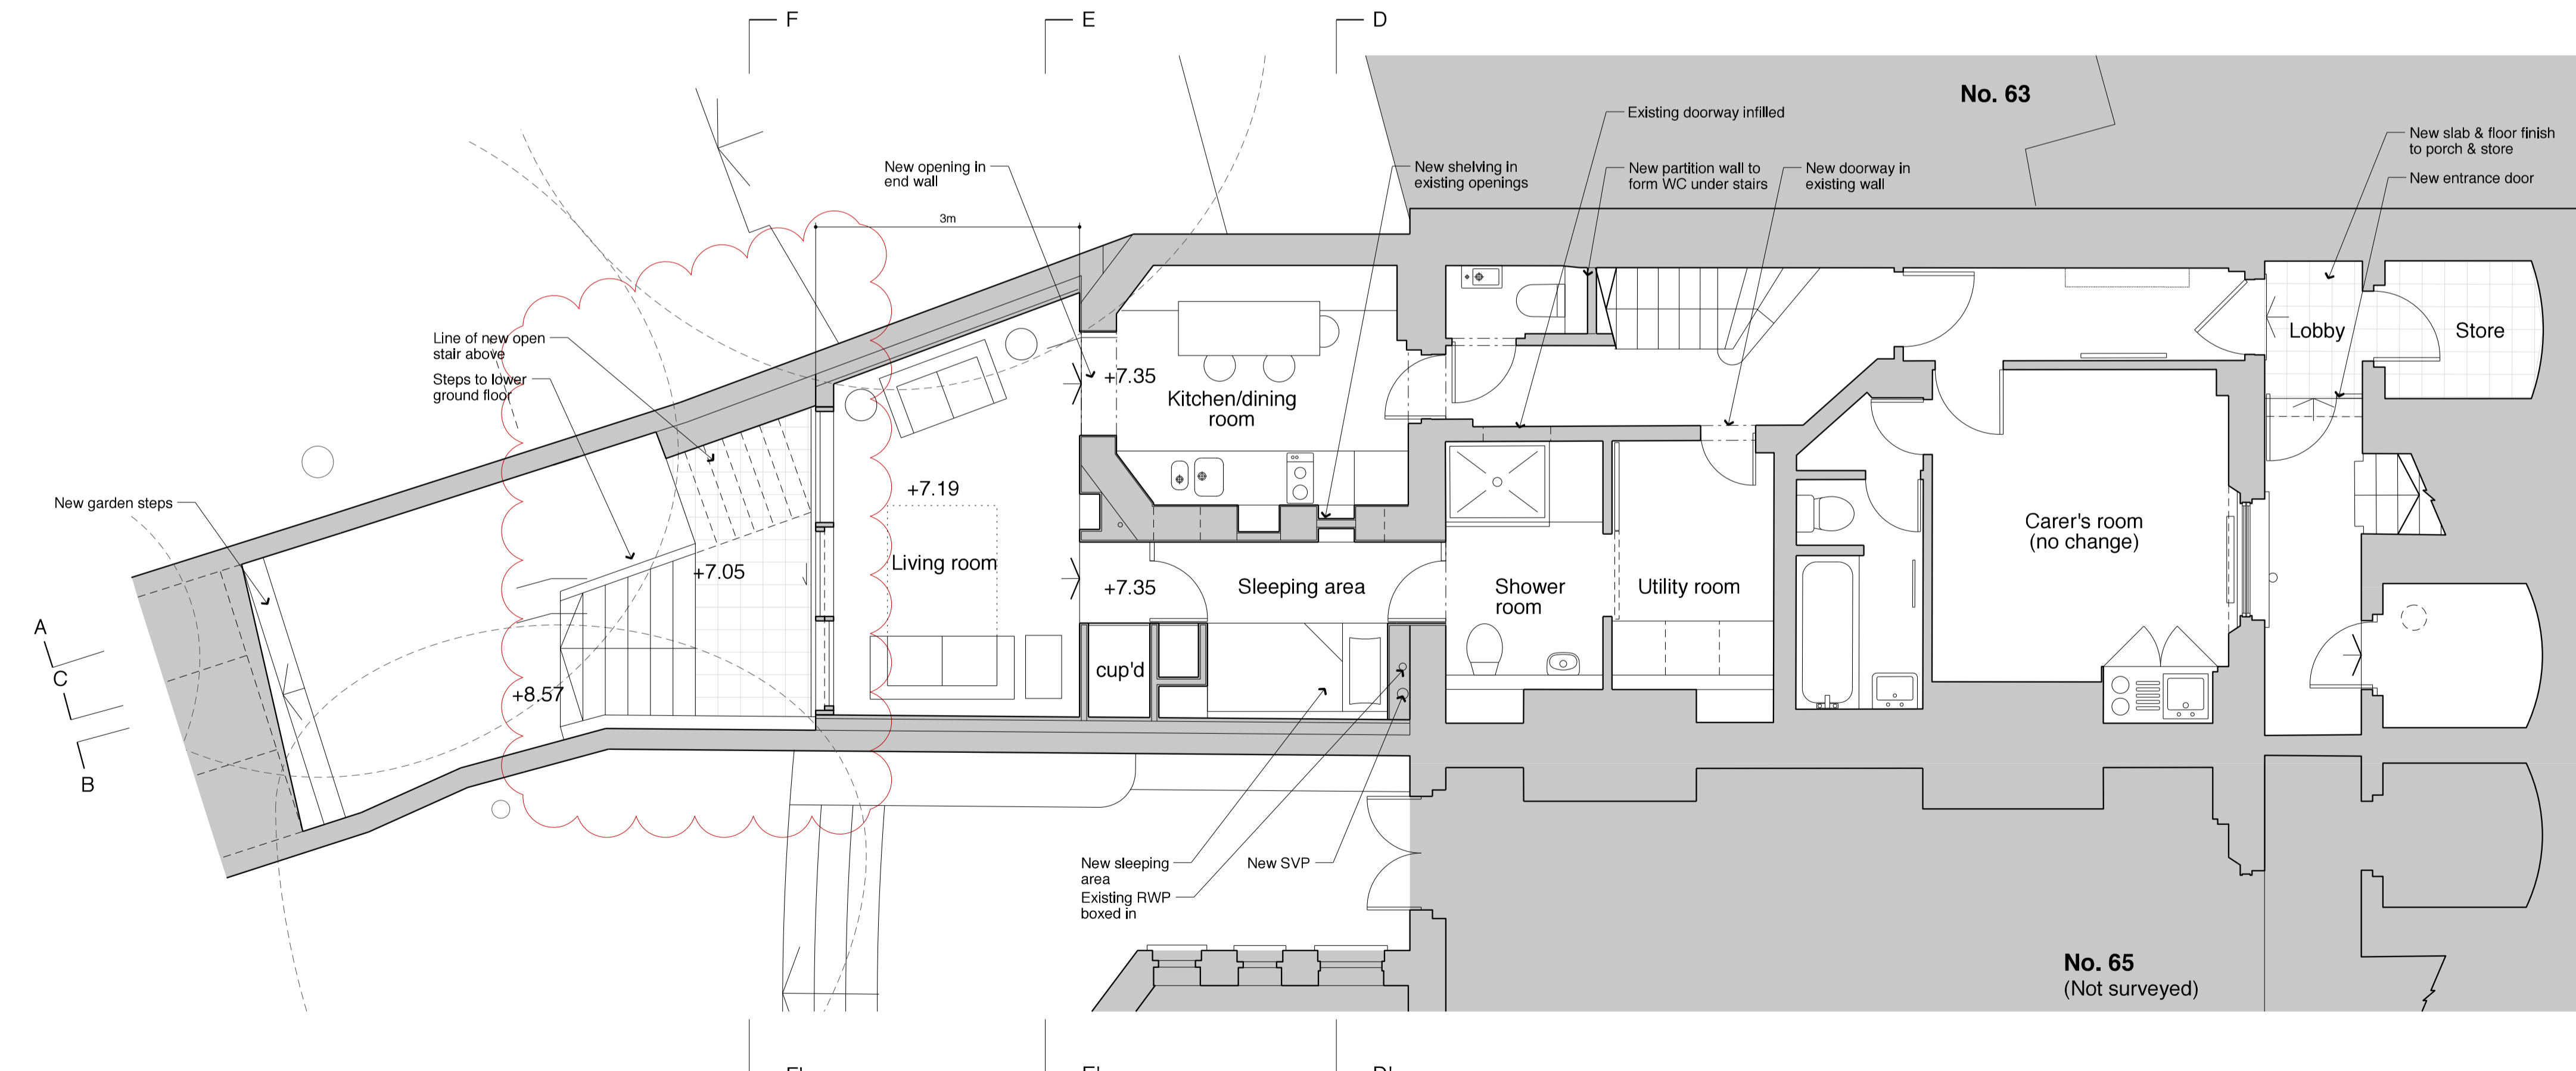 F
E
D
No. 63
Existing doorway infilled
New slab & floor finish
to porch & store
New opening in
end wall
New shelving in
existing openings
New partition wall to
form WC under stairs
New doorway in
existing wall
New entrance door
3m
Line of new open
stair above
Steps to lower
ground floor
Lobby
Store
+7.35
Kitchen/dining
room
New garden steps
+7.19
Living room
+7.05
+7.35
Sleeping area
Shower
room
Utility room
Carer's room
(no change)
cup'd
+8.57
A
C
B
New sleeping
area
Existing RWP
boxed in
New SVP
No. 65
(Not surveyed)
F'
E'
D'